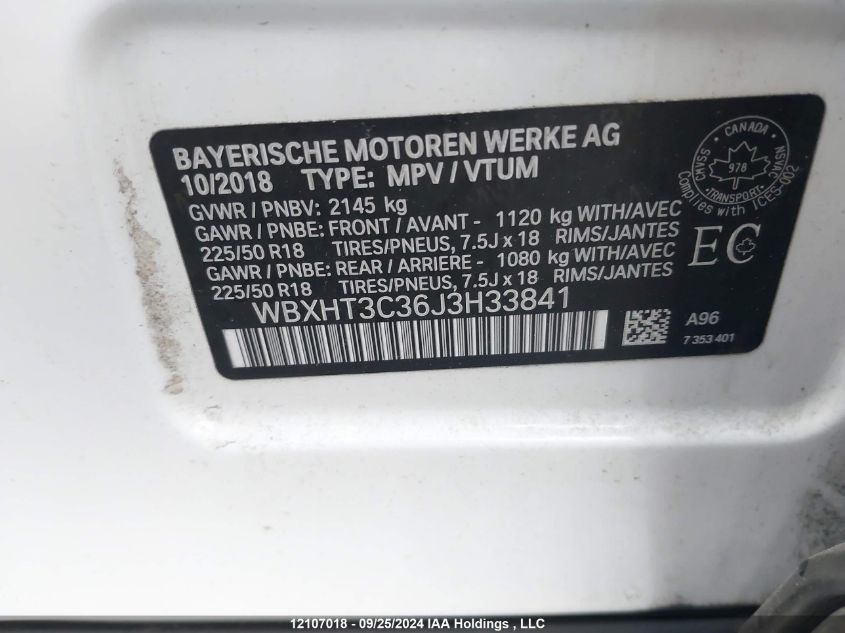 BAYERISCHE MOTOREN WERKE AG
10/2018 TYPE: MPV / VTUM
GVWR / PNBV: 2145 kg
GAWR / PNBE: FRONT / AVANT - 1120 kg WITH/AVEC
225/50 R18 TIRES/PNEUS, 7.5J x 18 RIMS/JANTES
GAWR / PNBE: REAR / ARRIERE - 1080 kg WITH/AVEC
225/50 R18 TIRES/PNEUS, 7.5J x 18 RIMS/JANTES
WBXHT3C36J3H33841
CANADA
CMVSS
NSVAC
978
TRANSPORT
Complies with ICES-002
EC
A96
7 353 401
12107018 - 09/25/2024 IAA Holdings , LLC